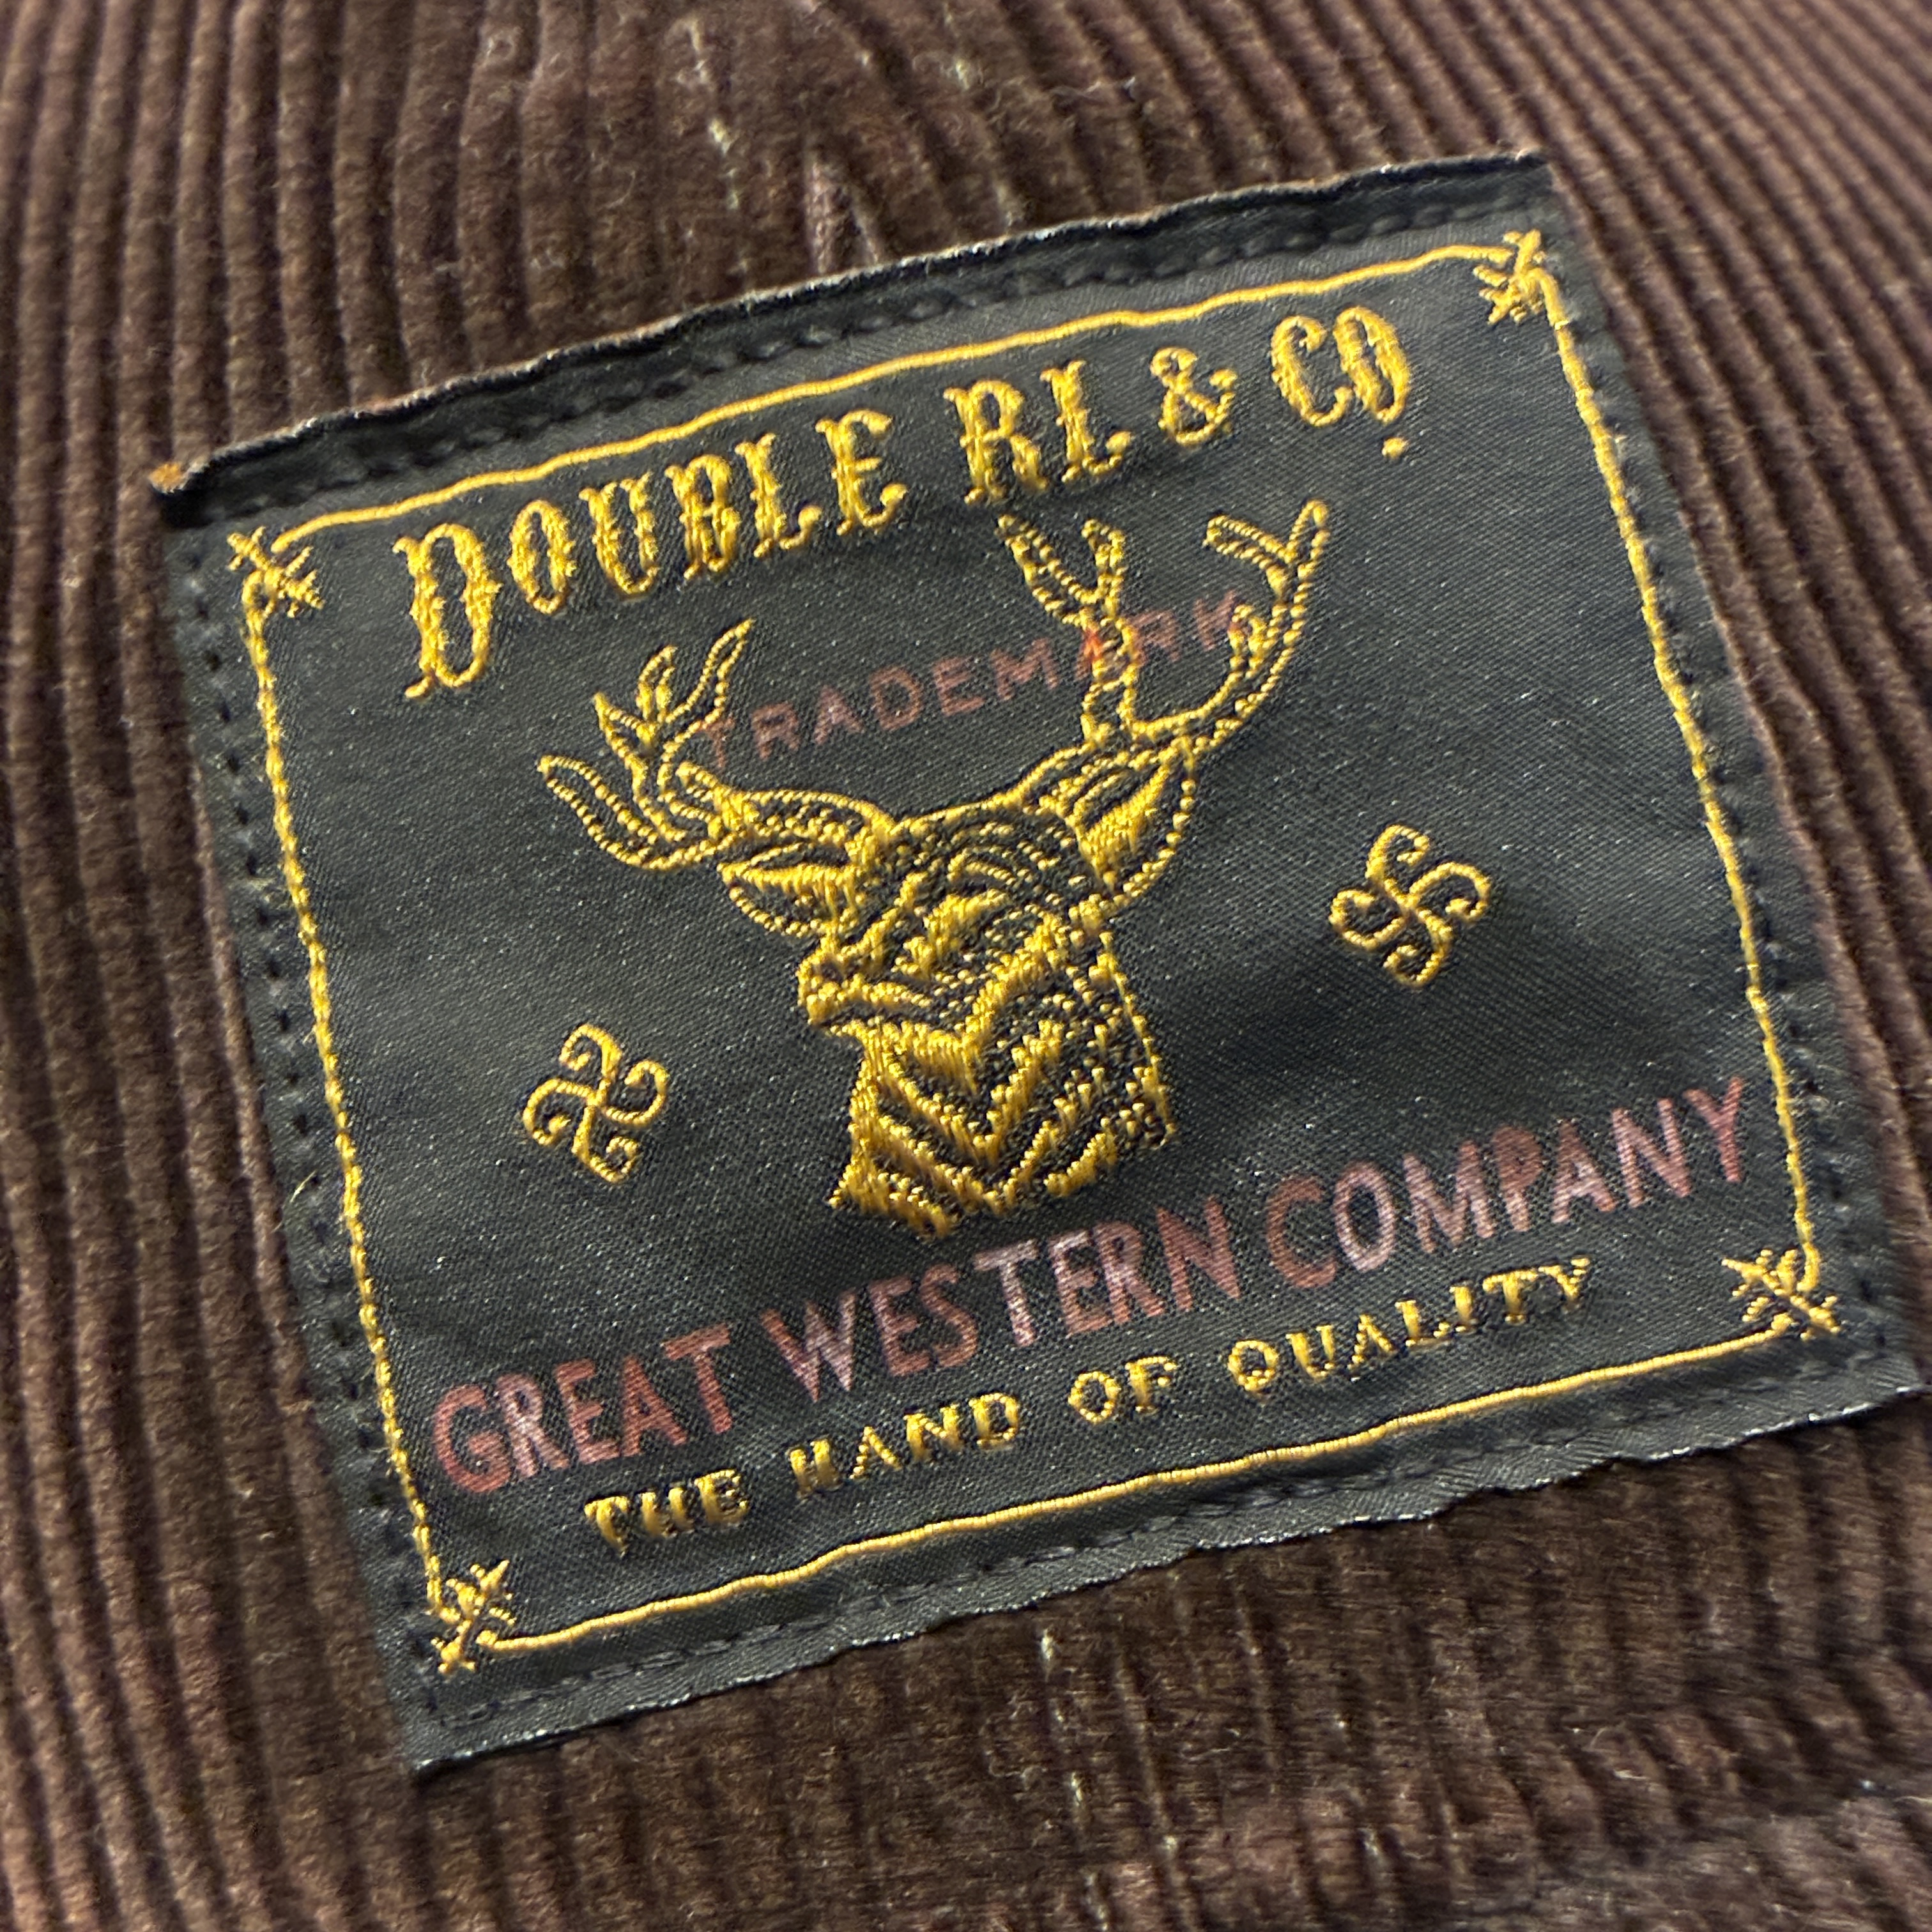 DOUBLE RL & CO.
TRADEMARK
GREAT WESTERN COMPANY
THE HAND OF QUALITY